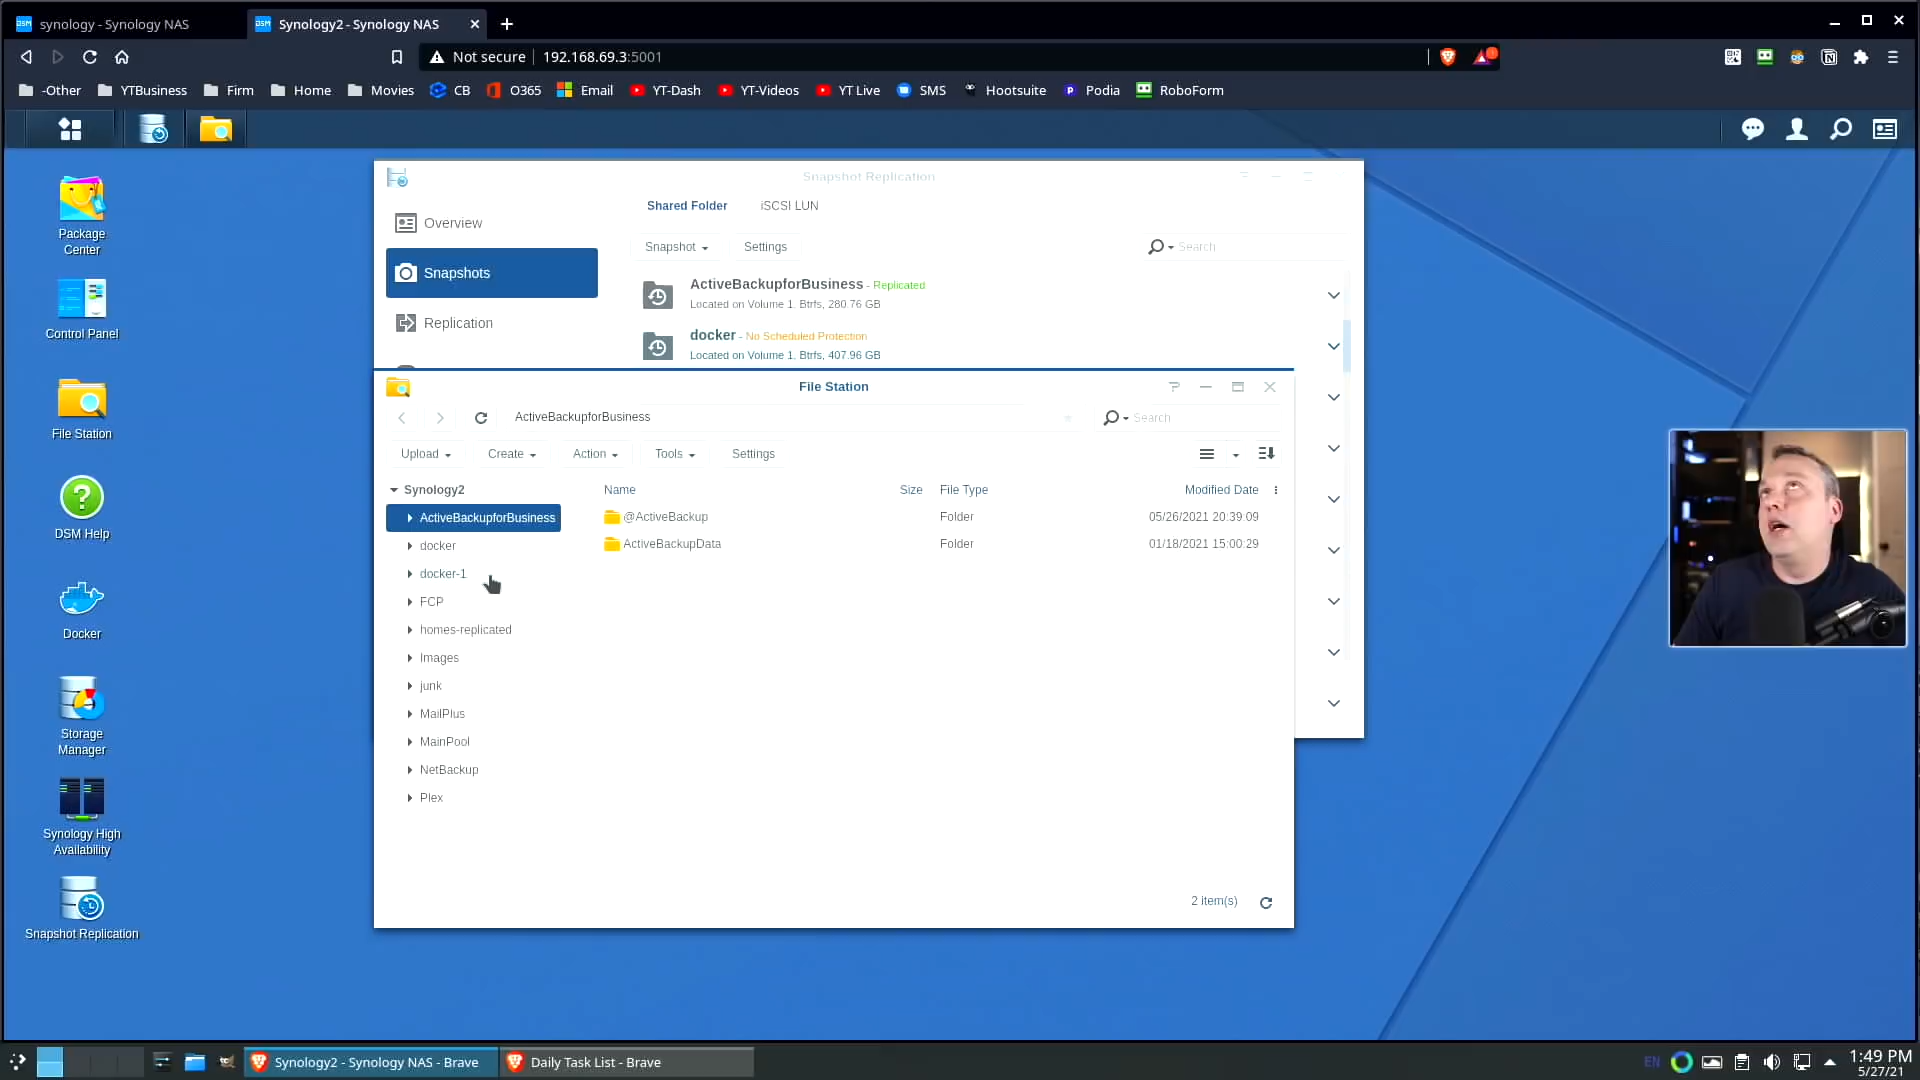 synology - Synology NAS
Synology2 - Synology NAS
Not secure
192.168.69.3:5001
-Other
YTBusiness
Firm
Home
Movies
CB
O365
Email
YT-Dash
YT-Videos
YT Live
SMS
Hootsuite
Podia
RoboForm
Package
Center
Control Panel
File Station
DSM Help
Docker
Storage
Manager
Synology High
Availability
Snapshot Replication
Snapshot Replication
Overview
Snapshots
Replication
Shared Folder
iSCSI LUN
Snapshot
Settings
Search
ActiveBackupforBusiness - Replicated
Located on Volume 1. Btrfs, 280.76 GB
docker - No Scheduled Protection
Located on Volume 1. Btrfs, 407.96 GB
File Station
ActiveBackupforBusiness
Search
Upload
Create
Action
Tools
Settings
Synology2
ActiveBackupforBusiness
docker
docker-1
FCP
homes-replicated
Images
junk
MailPlus
MainPool
NetBackup
Plex
Name
Size
File Type
Modified Date
@ActiveBackup
Folder
05/26/2021 20:39:09
ActiveBackupData
Folder
01/18/2021 15:00:29
2 item(s)
Synology2 - Synology NAS - Brave
Daily Task List - Brave
EN
1:49 PM
5/27/21